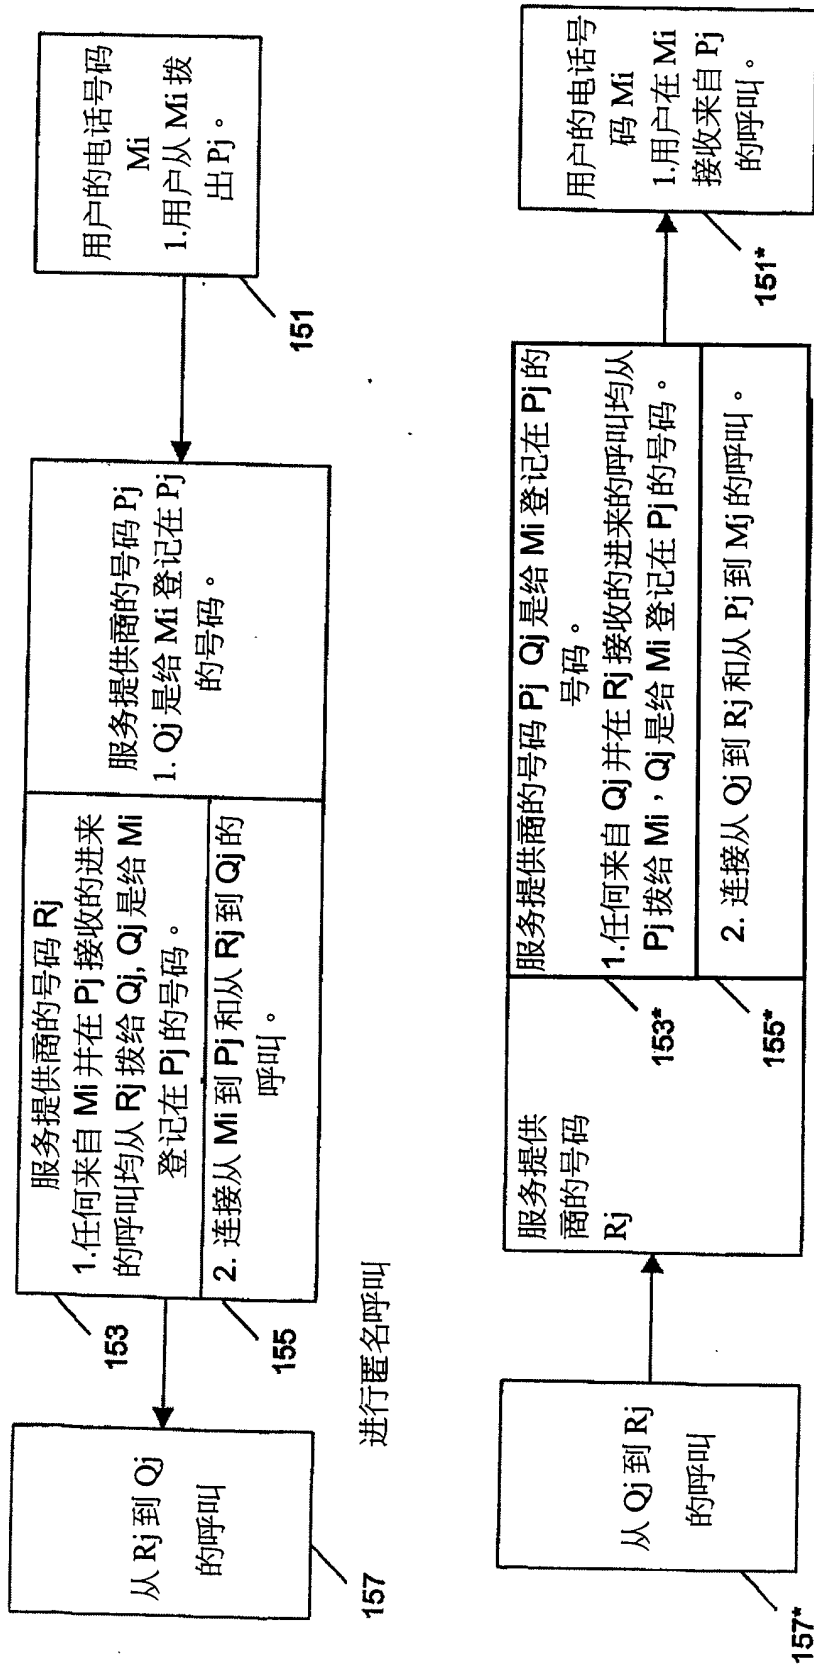 从 Rj 到 Qj
的呼叫
157
服务提供商的号码 Rj
1.任何来自 Mi 并在 Pj 接收的进来
的呼叫均从 Rj 拨给 Qj, Qj 是给 Mi
登记在 Pj 的号码。
153
2. 连接从 Mi 到 Pj 和从 Rj 到 Qj 的
呼叫。
155
服务提供商的号码 Pj
1. Qj 是给 Mi 登记在 Pj
的号码。
用户的电话号码
Mi
1.用户从 Mi 拨
出 Pj。
151
进行匿名呼叫
从 Qj 到 Rj
的呼叫
157*
服务提供
商的号码
Rj
服务提供商的号码 Pj Qj 是给 Mi 登记在 Pj 的
号码。
1.任何来自 Qj 并在 Rj 接收的进来的呼叫均从
Pj 拨给 Mi，Qj 是给 Mi 登记在 Pj 的号码。
153*
2. 连接从 Qj 到 Rj 和从 Pj 到 Mj 的呼叫。
155*
用户的电话号
码 Mi
1.用户在 Mi
接收来自 Pj
的呼叫。
151*